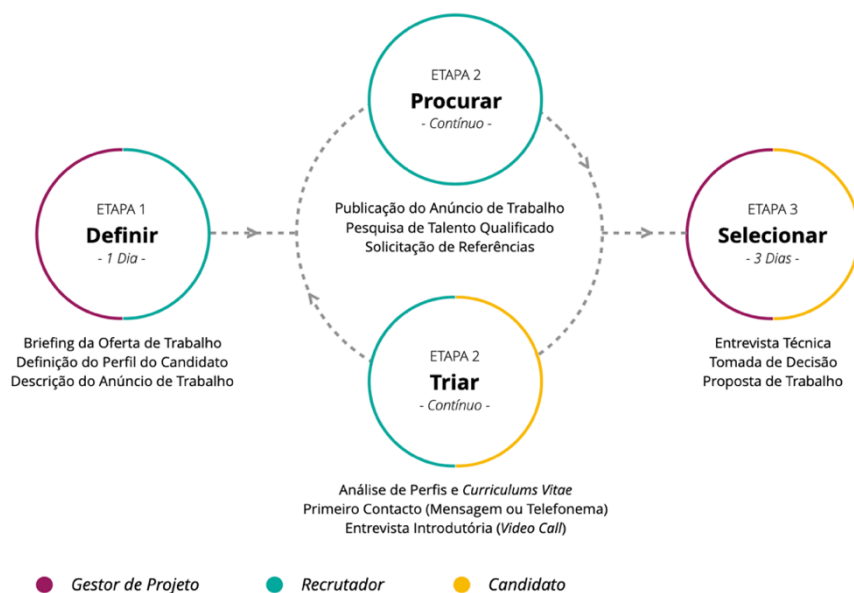 ETAPA 1
Definir
- 1 Dia -
Briefing da Oferta de Trabalho
Definição do Perfil do Candidato
Descrição do Anúncio de Trabalho
ETAPA 2
Procurar
- Contínuo -
Publicação do Anúncio de Trabalho
Pesquisa de Talento Qualificado
Solicitação de Referências
ETAPA 2
Triar
- Contínuo -
Análise de Perfis e Curriculums Vitae
Primeiro Contacto (Mensagem ou Telefonema)
Entrevista Introdutória (Video Call)
ETAPA 3
Selecionar
- 3 Dias -
Entrevista Técnica
Tomada de Decisão
Proposta de Trabalho
Gestor de Projeto
Recrutador
Candidato